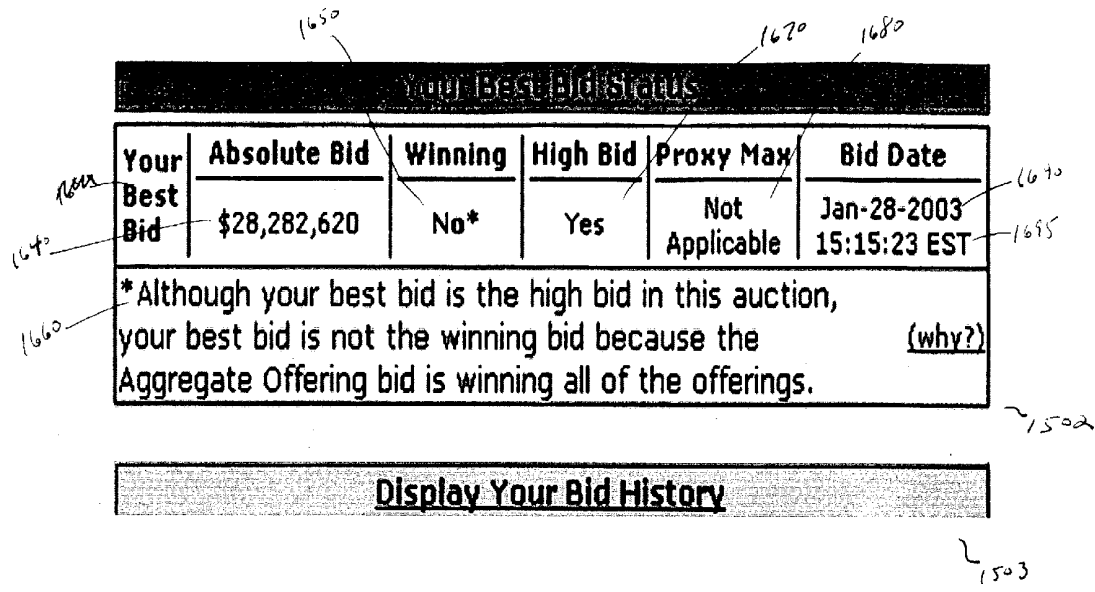 1650
1670
1680
Your Best Bid Status
Your Best Bid
Absolute Bid
Winning
High Bid
Proxy Max
Bid Date
$28,282,620
No*
Yes
Not
Applicable
Jan-28-2003
15:15:23 EST
1640
1690
1695
1660
*Although your best bid is the high bid in this auction,
your best bid is not the winning bid because the
(why?)
Aggregate Offering bid is winning all of the offerings.
1502
Display Your Bid History
1503